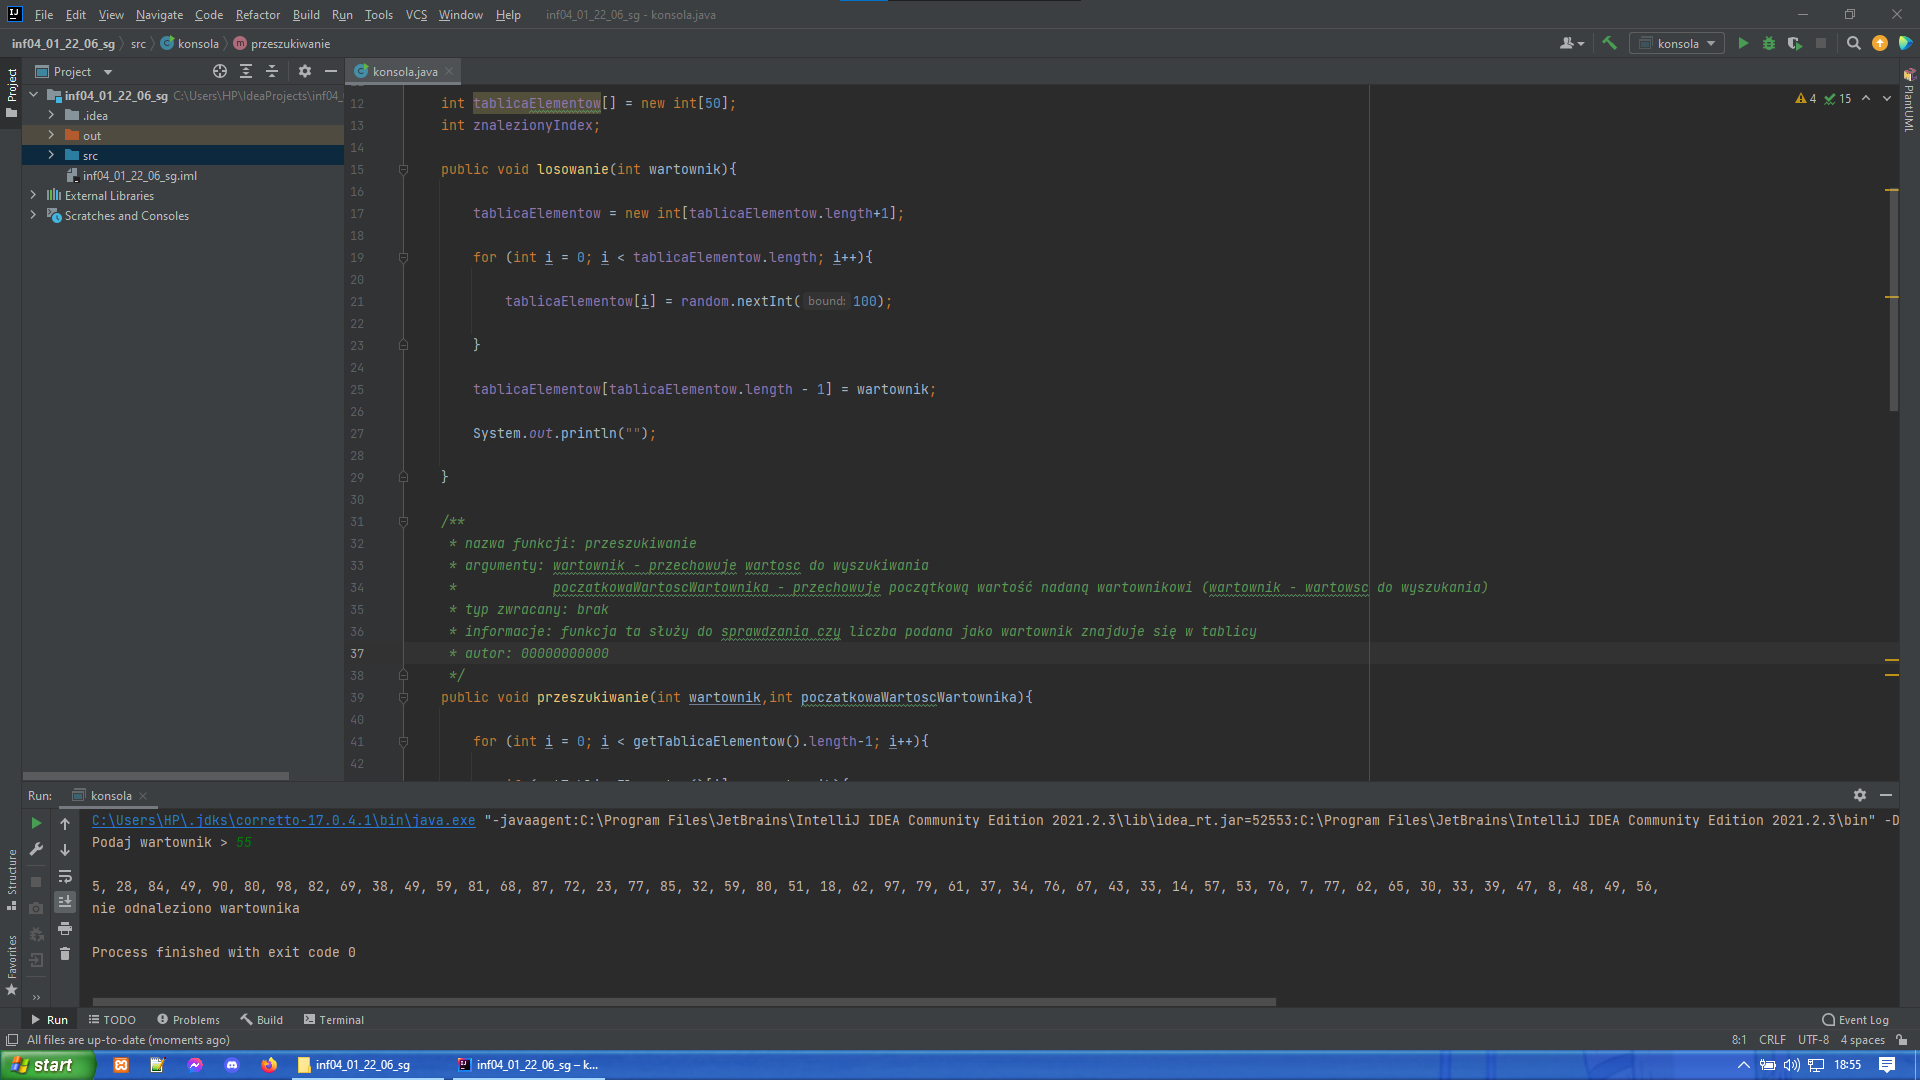 File Edit View Navigate Code Refactor Build Run Tools VCS Window Help inf04_01_22_06_sg - konsola.java
inf04_01_22_06_sg src konsola przeszukiwanie konsola
Project konsola.java
Project
inf04_01_22_06_sg C:\Users\HP\IdeaProjects\inf04_
.idea
out
src
inf04_01_22_06_sg.iml
External Libraries
Scratches and Consoles
4 15
PlantUML
12 int tablicaElementow[] = new int[50];
13 int znalezionyIndex;
14
15 public void losowanie(int wartownik){
16
17 tablicaElementow = new int[tablicaElementow.length+1];
18
19 for (int i = 0; i < tablicaElementow.length; i++){
20
21 tablicaElementow[i] = random.nextInt( bound: 100);
22
23 }
24
25 tablicaElementow[tablicaElementow.length - 1] = wartownik;
26
27 System.out.println("");
28
29 }
30
31 /**
32 * nazwa funkcji: przeszukiwanie
33 * argumenty: wartownik - przechowuje wartosc do wyszukiwania
34 * poczatkowaWartoscWartownika - przechowuje początkową wartość nadaną wartownikowi (wartownik - wartowsc do wyszukania)
35 * typ zwracany: brak
36 * informacje: funkcja ta służy do sprawdzania czy liczba podana jako wartownik znajduje się w tablicy
37 * autor: 00000000000
38 */
39 public void przeszukiwanie(int wartownik,int poczatkowaWartoscWartownika){
40
41 for (int i = 0; i < getTablicaElementow().length-1; i++){
42
Run: konsola
C:\Users\HP\.jdks\corretto-17.0.4.1\bin\java.exe "-javaagent:C:\Program Files\JetBrains\IntelliJ IDEA Community Edition 2021.2.3\lib\idea_rt.jar=52553:C:\Program Files\JetBrains\IntelliJ IDEA Community Edition 2021.2.3\bin" -D
Podaj wartownik > 55
5, 28, 84, 49, 90, 80, 98, 82, 69, 38, 49, 59, 81, 68, 87, 72, 23, 77, 85, 32, 59, 80, 51, 18, 62, 97, 79, 61, 37, 34, 76, 67, 43, 33, 14, 57, 53, 76, 7, 77, 62, 65, 30, 33, 39, 47, 8, 48, 49, 56,
nie odnaleziono wartownika
Process finished with exit code 0
Structure
Favorites
Run TODO Problems Build Terminal Event Log
All files are up-to-date (moments ago) 8:1 CRLF UTF-8 4 spaces
start inf04_01_22_06_sg inf04_01_22_06_sg – k... 18:55